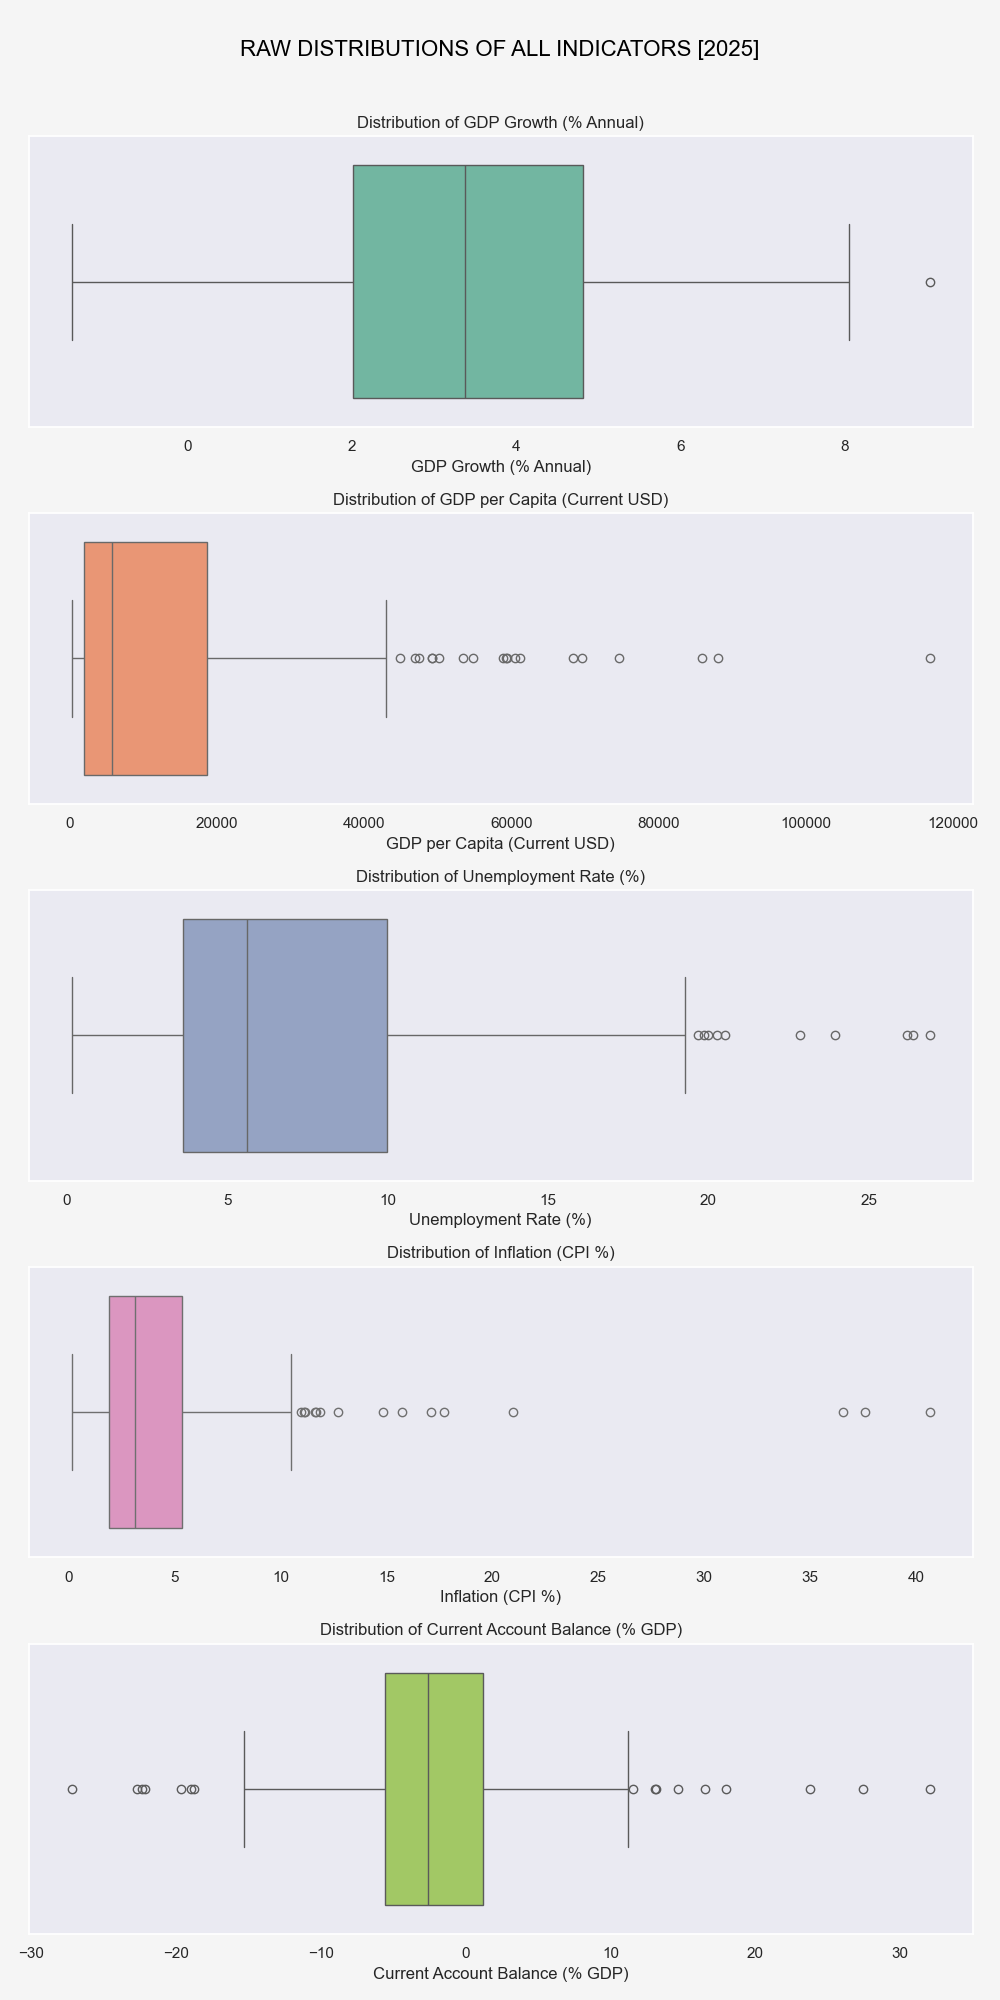 RAW DISTRIBUTIONS OF ALL INDICATORS [2025]
Distribution of GDP Growth (% Annual)
0 2 4 6 8
GDP Growth (% Annual)
Distribution of GDP per Capita (Current USD)
0 20000 40000 60000 80000 100000 120000
GDP per Capita (Current USD)
Distribution of Unemployment Rate (%)
0 5 10 15 20 25
Unemployment Rate (%)
Distribution of Inflation (CPI %)
0 5 10 15 20 25 30 35 40
Inflation (CPI %)
Distribution of Current Account Balance (% GDP)
−30 −20 −10 0 10 20 30
Current Account Balance (% GDP)